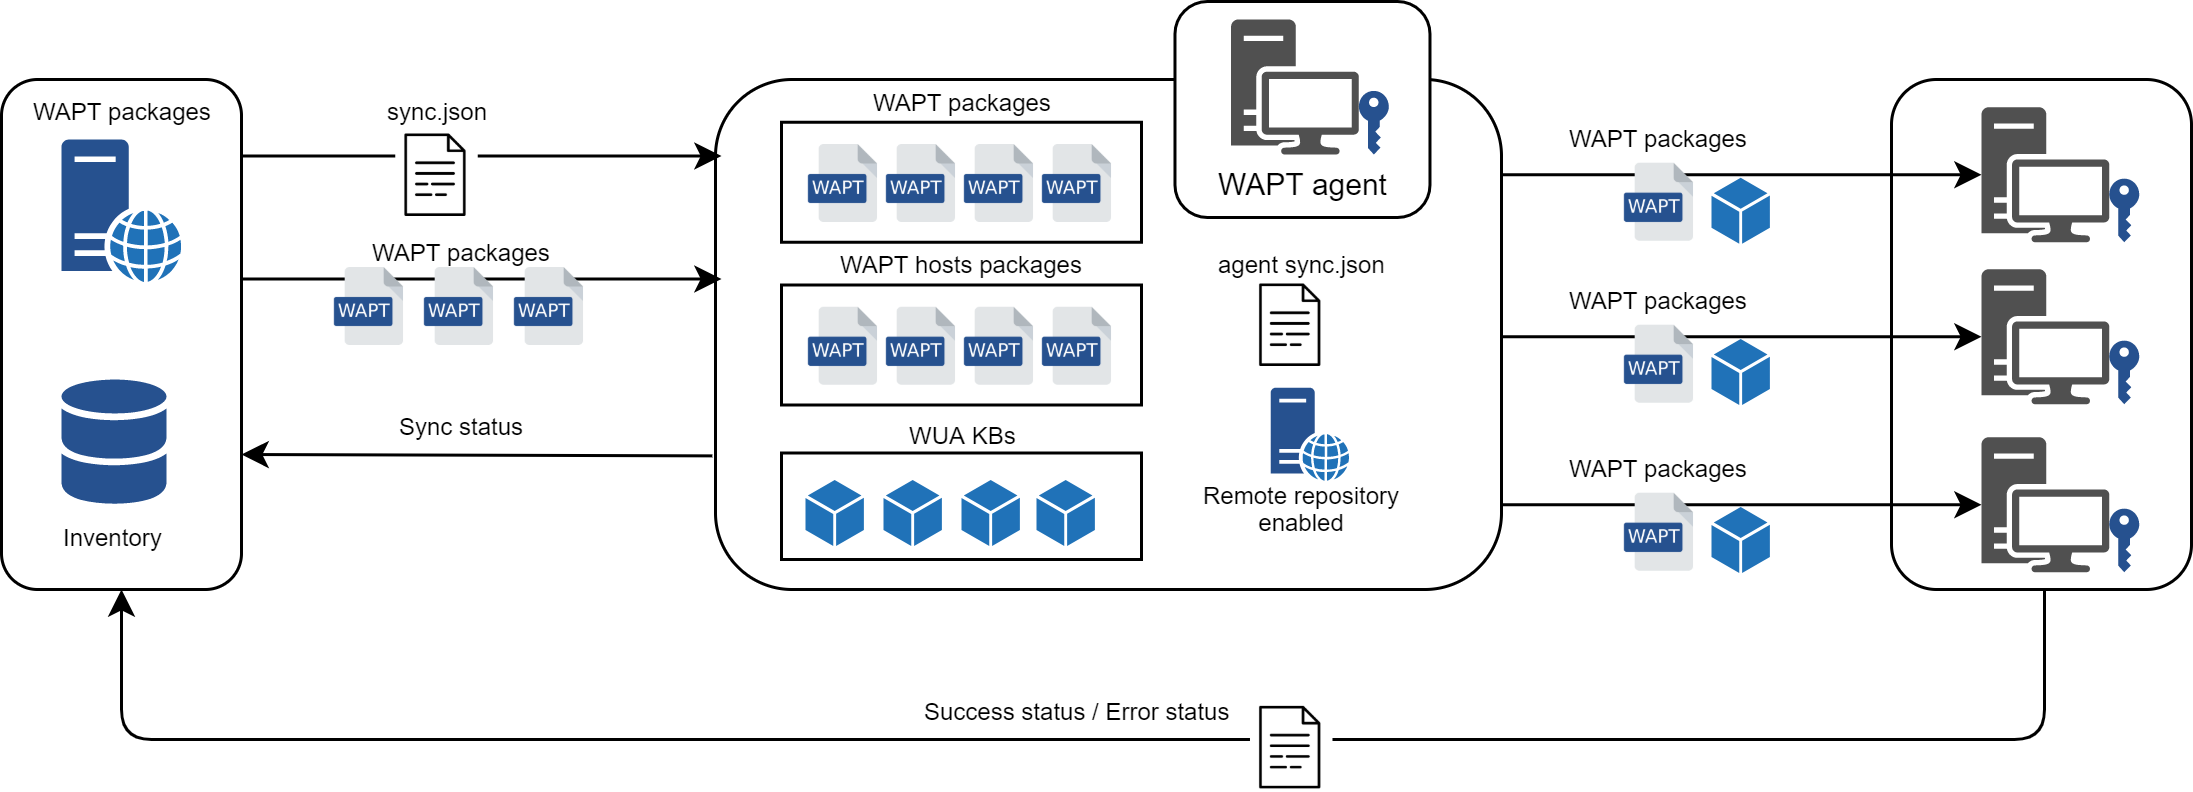 WAPT packages
Inventory
sync.json
WAPT packages
WAPT
WAPT
WAPT
Sync status
WAPT packages
WAPT
WAPT
WAPT
WAPT
WAPT hosts packages
WAPT
WAPT
WAPT
WAPT
WUA KBs
WAPT agent
agent sync.json
Remote repository
enabled
WAPT packages
WAPT
WAPT packages
WAPT
WAPT packages
WAPT
Success status / Error status